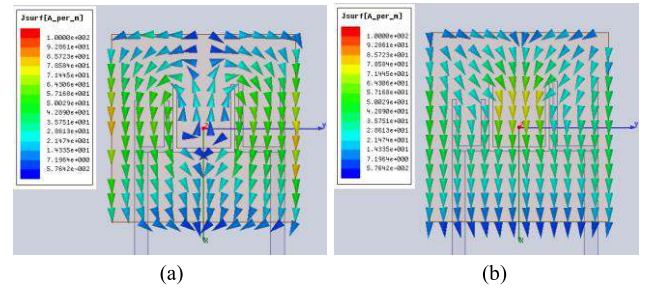 Jsurf[A_per_m]
1.0000e+002
9.2861e+001
8.5723e+001
7.8584e+001
7.1445e+001
6.4306e+001
5.7168e+001
5.0029e+001
4.2890e+001
3.5751e+001
2.8613e+001
2.1474e+001
1.4335e+001
7.1964e+000
5.7642e-002
Jsurf[A_per_m]
1.0000e+002
9.2861e+001
8.5723e+001
7.8584e+001
7.1445e+001
6.4306e+001
5.7168e+001
5.0029e+001
4.2890e+001
3.5751e+001
2.8613e+001
2.1474e+001
1.4335e+001
7.1964e+000
5.7642e-002
(a)
(b)